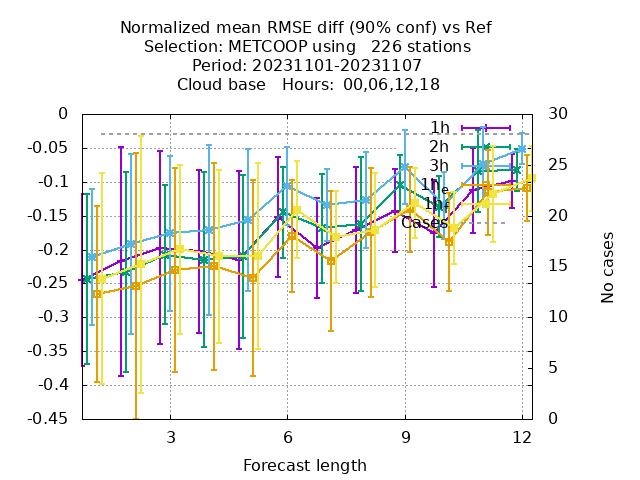 Normalized mean RMSE diff (90% conf) vs Ref
Selection: METCOOP using 226 stations
Period: 20231101-20231107
Cloud base Hours: 00,06,12,18
0
-0.05
-0.1
-0.15
-0.2
-0.25
-0.3
-0.35
-0.4
-0.45
30
25
20
15
10
5
0
1h
2h
3h
1h_e
1h_f
Cases
No cases
3
6
9
12
Forecast length